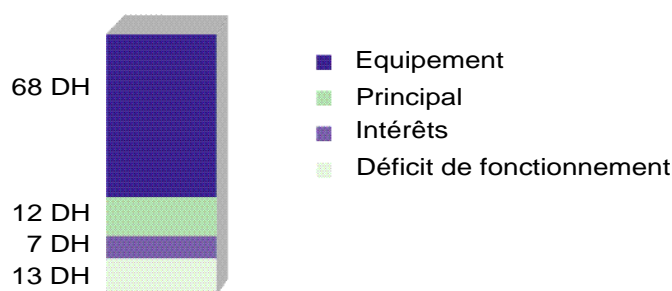 68 DH
12 DH
7 DH
13 DH
Equipement
Principal
Intérêts
Déficit de fonctionnement